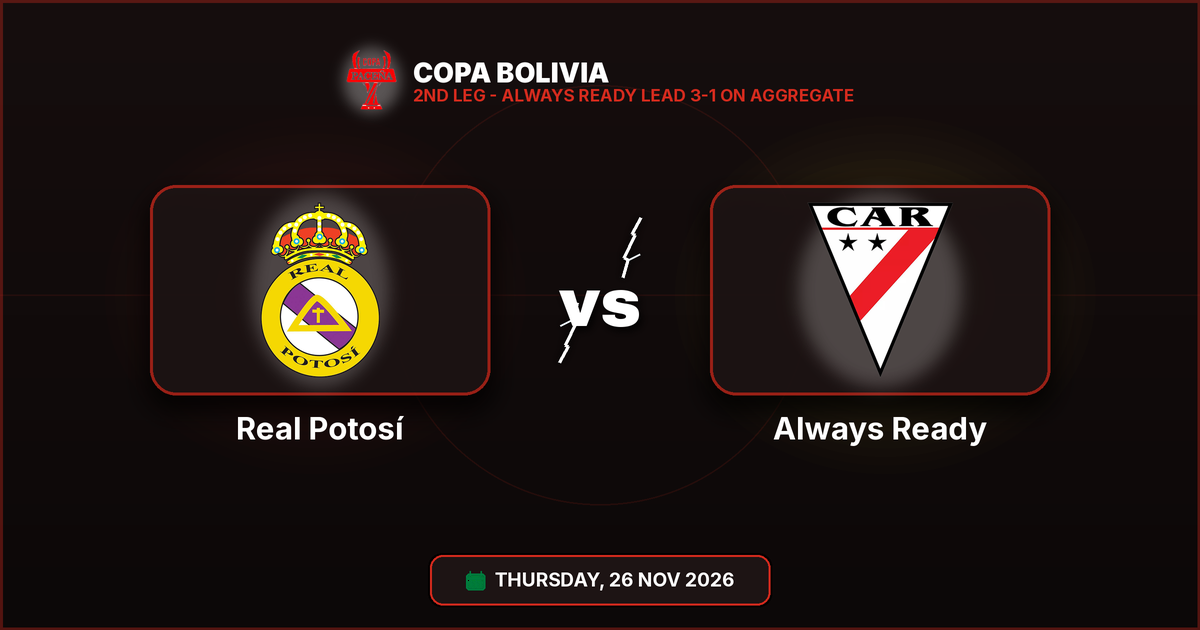 COPA BOLIVIA
2ND LEG - ALWAYS READY LEAD 3-1 ON AGGREGATE
REAL
POTOSÍ
CAR
VS
Real Potosí
Always Ready
THURSDAY, 26 NOV 2026